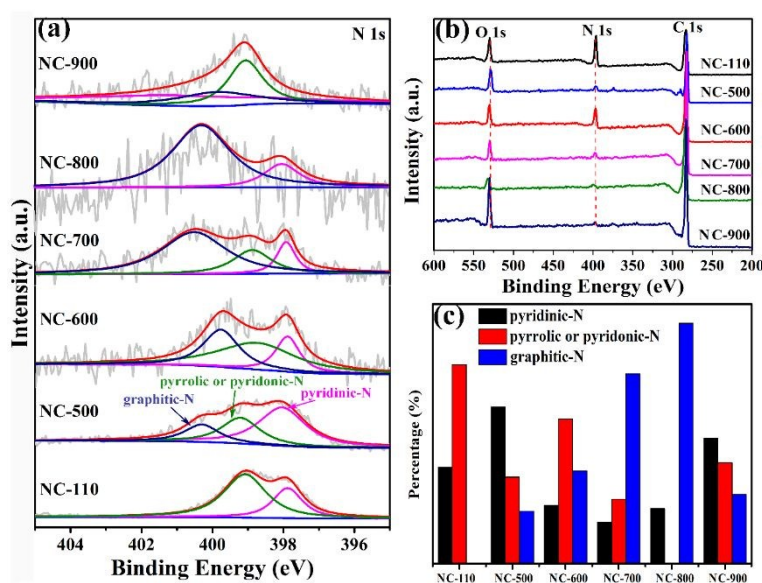 (a)
N 1s
NC-900
NC-800
NC-700
NC-600
pyrrolic or pyridonic-N
graphitic-N
pyridinic-N
NC-500
NC-110
404
402
400
398
396
Binding Energy (eV)
Intensity (a.u.)
(b)
O 1s
N 1s
C 1s
NC-110
NC-500
NC-600
NC-700
NC-800
NC-900
600 550 500 450 400 350 300 250 200
Binding Energy (eV)
Intensity (a.u.)
(c)
pyridinic-N
pyrrolic or pyridonic-N
graphitic-N
Percentage (%)
NC-110 NC-500 NC-600 NC-700 NC-800 NC-900